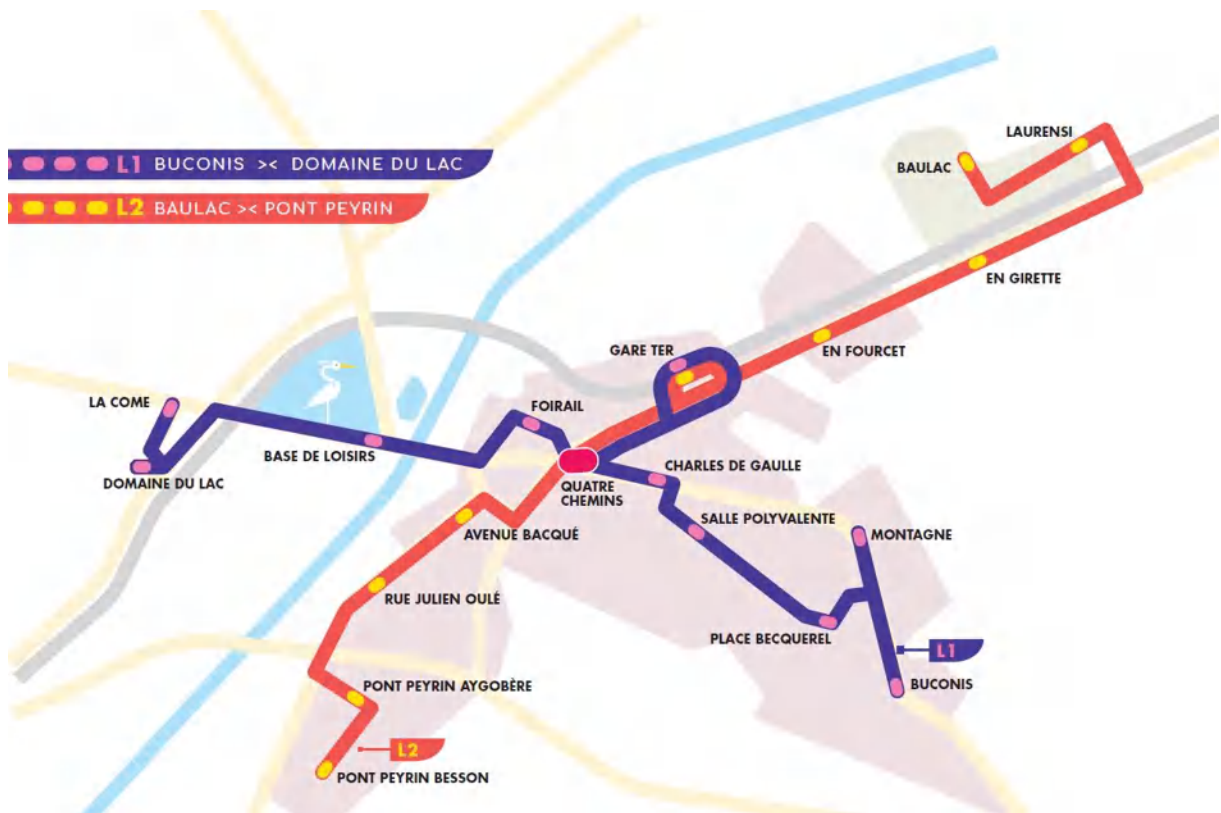 L1 BUCONIS >< DOMAINE DU LAC
L2 BAULAC >< PONT PEYRIN
LAURENSI
BAULAC
EN GIRETTE
EN FOURCET
GARE TER
LA COME
FOIRAIL
BASE DE LOISIRS
DOMAINE DU LAC
QUATRE
CHEMINS
CHARLES DE GAULLE
SALLE POLYVALENTE
AVENUE BACQUÉ
MONTAGNE
RUE JULIEN OULÉ
PLACE BECQUEREL
L1
BUCONIS
PONT PEYRIN AYGOBÈRE
L2
PONT PEYRIN BESSON